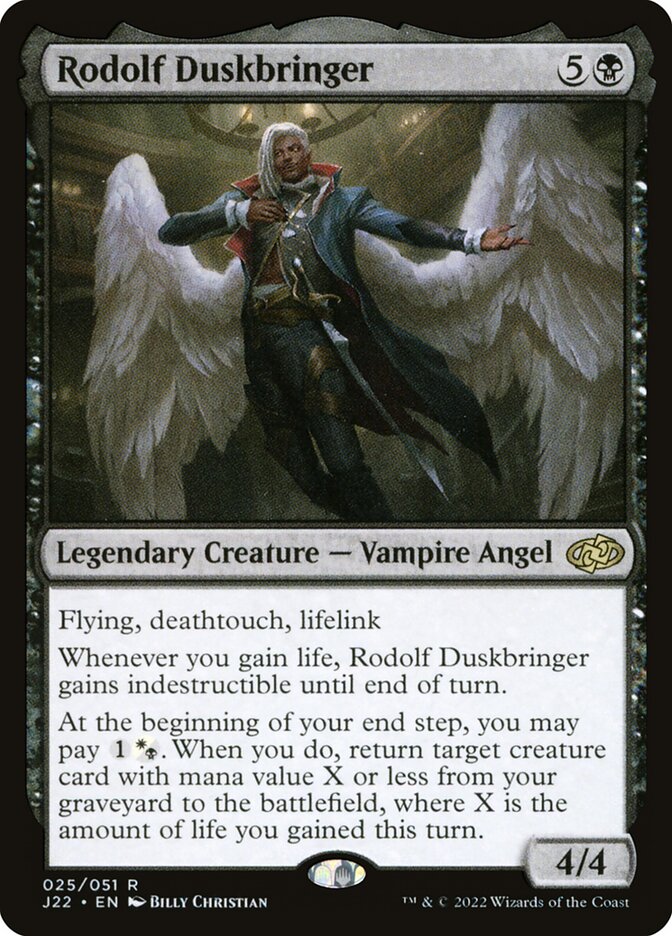 Rodolf Duskbringer 5
Legendary Creature — Vampire Angel
Flying, deathtouch, lifelink
Whenever you gain life, Rodolf Duskbringer
gains indestructible until end of turn.
At the beginning of your end step, you may
pay 1 . When you do, return target creature
card with mana value X or less from your
graveyard to the battlefield, where X is the
amount of life you gained this turn.
4/4
025/051 R
J22 • EN Billy Christian
™ & © 2022 Wizards of the Coast